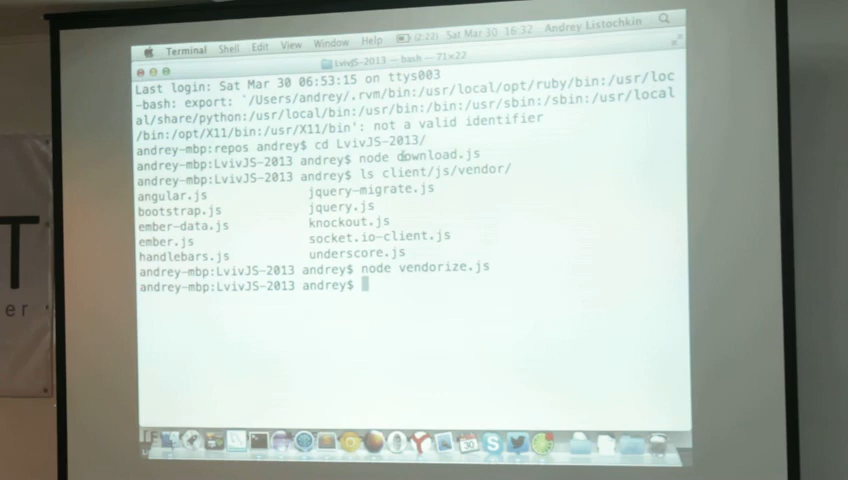 Terminal Shell Edit View Window Help (2:22) Sat Mar 30 16:32 Andrey Listochkin
LvivJS-2013 — bash — 71×22
Last login: Sat Mar 30 06:53:15 on ttys003
-bash: export: `/Users/andrey/.rvm/bin:/usr/local/opt/ruby/bin:/usr/loc
al/share/python:/usr/local/bin:/usr/bin:/bin:/usr/sbin:/sbin:/usr/local
/bin:/opt/X11/bin:/usr/X11/bin': not a valid identifier
andrey-mbp:repos andrey$ cd LvivJS-2013/
andrey-mbp:LvivJS-2013 andrey$ node download.js
andrey-mbp:LvivJS-2013 andrey$ ls client/js/vendor/
angular.js jquery-migrate.js
bootstrap.js jquery.js
ember-data.js knockout.js
ember.js socket.io-client.js
handlebars.js underscore.js
andrey-mbp:LvivJS-2013 andrey$ node vendorize.js
andrey-mbp:LvivJS-2013 andrey$
T
er